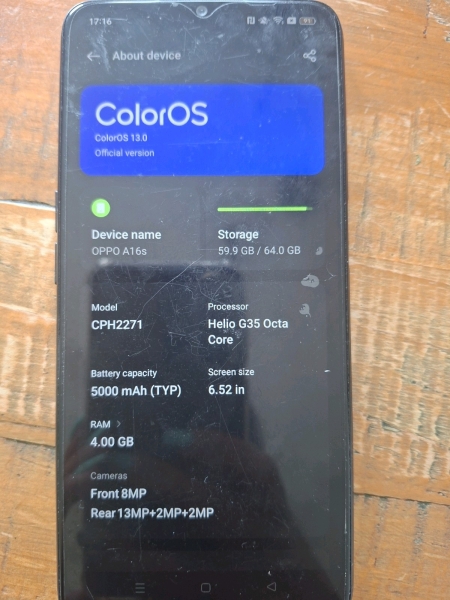 17:16
About device
ColorOS
ColorOS 13.0
Official version
Device name
OPPO A16s
Storage
59.9 GB / 64.0 GB
Model
CPH2271
Processor
Helio G35 Octa
Core
Battery capacity
5000 mAh (TYP)
Screen size
6.52 in
RAM
4.00 GB
Cameras
Front 8MP
Rear 13MP+2MP+2MP